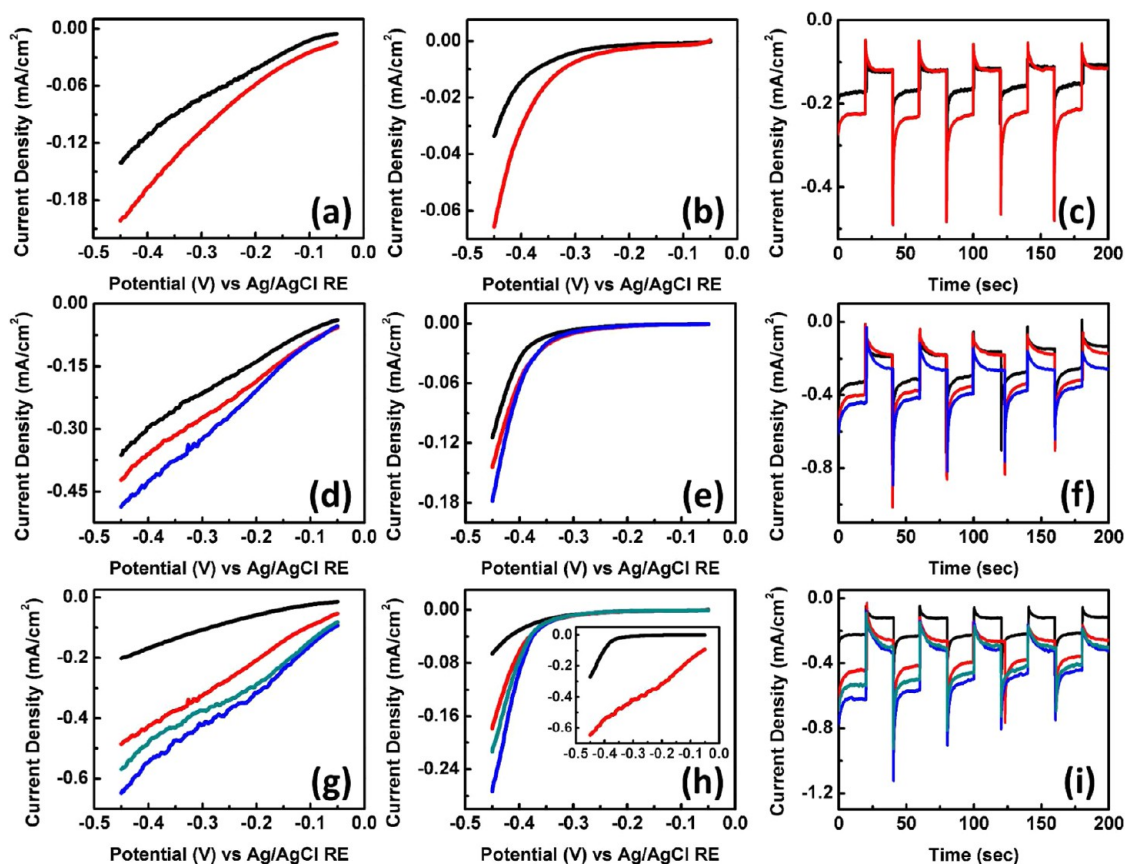 Current Density (mA/cm²)
0.00
-0.06
-0.12
-0.18
-0.5 -0.4 -0.3 -0.2 -0.1 0.0
Potential (V) vs Ag/AgCl RE
(a)
Current Density (mA/cm²)
0.00
-0.02
-0.04
-0.06
-0.5 -0.4 -0.3 -0.2 -0.1 0.0
Potential (V) vs Ag/AgCl RE
(b)
Current Density (mA/cm²)
0.0
-0.2
-0.4
0 50 100 150 200
Time (sec)
(c)
Current Density (mA/cm²)
0.00
-0.15
-0.30
-0.45
-0.5 -0.4 -0.3 -0.2 -0.1 0.0
Potential (V) vs Ag/AgCl RE
(d)
Current Density (mA/cm²)
0.00
-0.06
-0.12
-0.18
-0.5 -0.4 -0.3 -0.2 -0.1 0.0
Potential (V) vs Ag/AgCl RE
(e)
Current Density (mA/cm²)
0.0
-0.4
-0.8
0 50 100 150 200
Time (sec)
(f)
Current Density (mA/cm²)
0.0
-0.2
-0.4
-0.6
-0.5 -0.4 -0.3 -0.2 -0.1 0.0
Potential (V) vs Ag/AgCl RE
(g)
Current Density (mA/cm²)
0.00
-0.08
-0.16
-0.24
-0.5 -0.4 -0.3 -0.2 -0.1 0.0
Potential (V) vs Ag/AgCl RE
0.0
-0.2
-0.4
-0.6
-0.5 -0.4 -0.3 -0.2 -0.1 0.0
(h)
Current Density (mA/cm²)
0.0
-0.4
-0.8
-1.2
0 50 100 150 200
Time (sec)
(i)